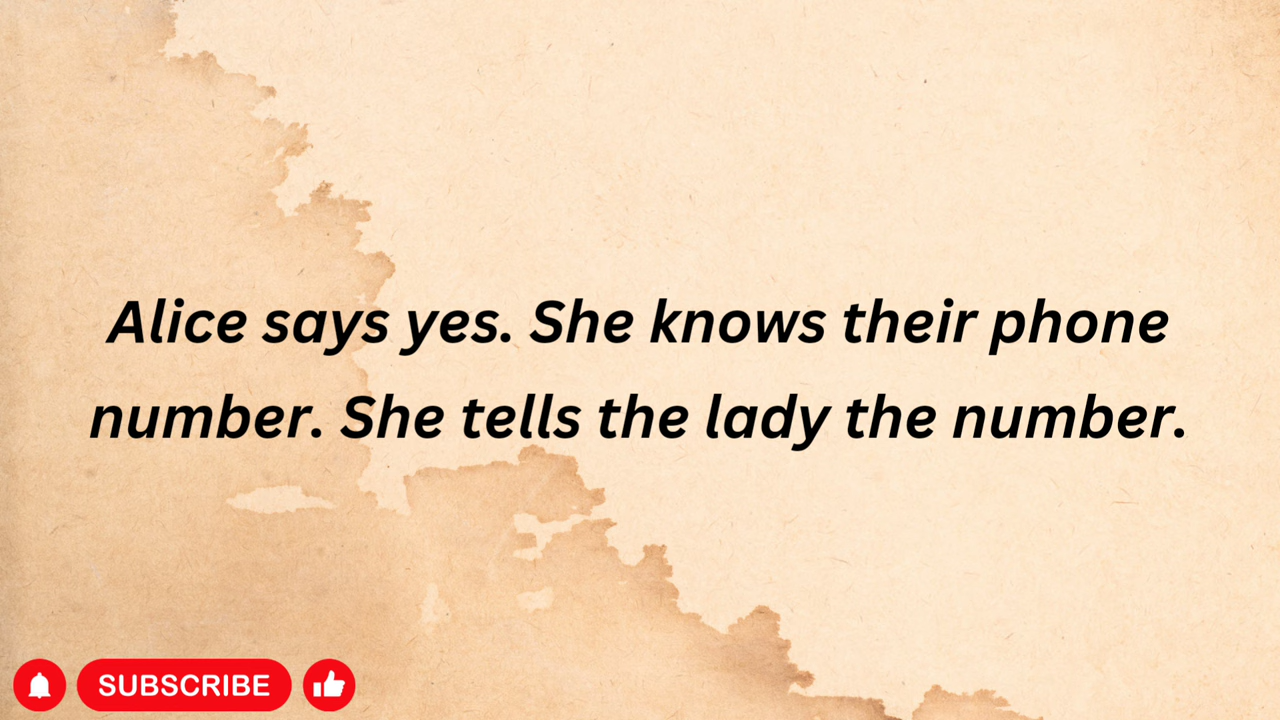 Alice says yes. She knows their phone
number. She tells the lady the number.
SUBSCRIBE